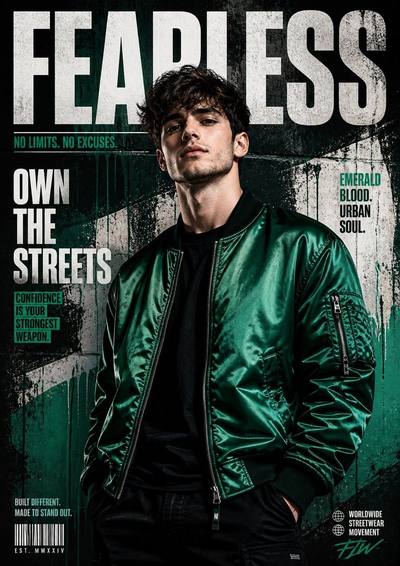 FEARLESS
NO LIMITS. NO EXCUSES.
OWN
THE
STREETS
EMERALD
BLOOD.
URBAN
SOUL.
CONFIDENCE
IS YOUR
STRONGEST
WEAPON.
BUILT DIFFERENT.
MADE TO STAND OUT.
EST. MMXXIV
WORLDWIDE
STREETWEAR
MOVEMENT